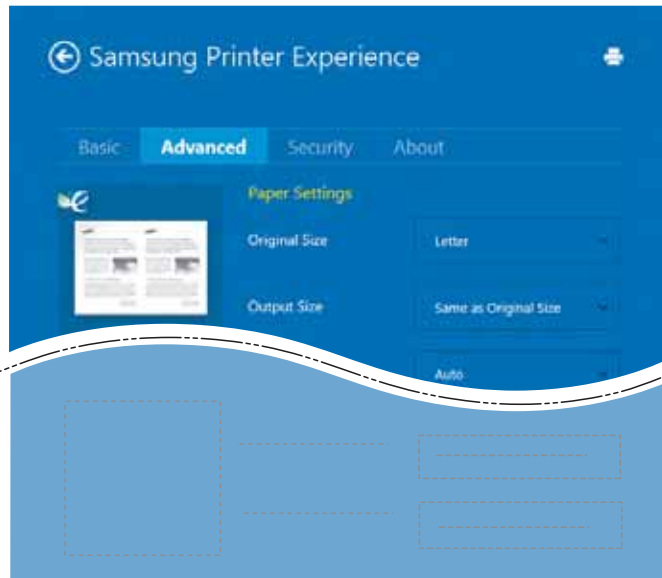 Samsung Printer Experience
Basic Advanced Security About
Paper Settings
Original Size Letter
Output Size Same as Original Size
Auto